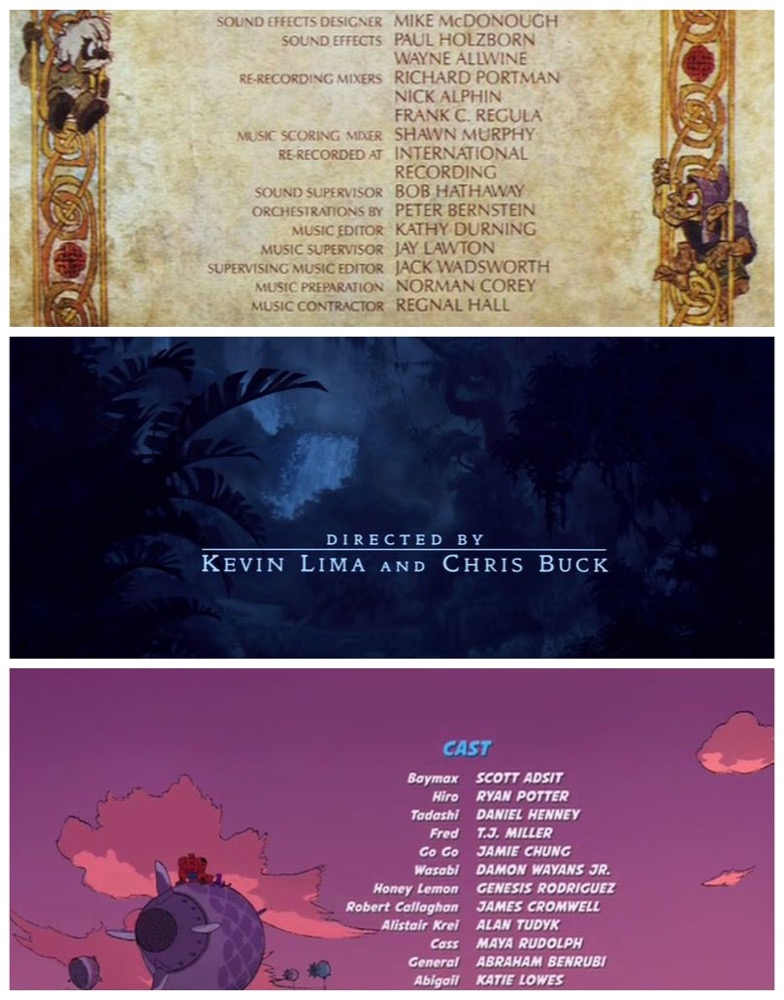 SOUND EFFECTS DESIGNER MIKE McDONOUGH
SOUND EFFECTS PAUL HOLZBORN
WAYNE ALLWINE
RE-RECORDING MIXERS RICHARD PORTMAN
NICK ALPHIN
FRANK C. REGULA
MUSIC SCORING MIXER SHAWN MURPHY
RE-RECORDED AT INTERNATIONAL
RECORDING
SOUND SUPERVISOR BOB HATHAWAY
ORCHESTRATIONS BY PETER BERNSTEIN
MUSIC EDITOR KATHY DURNING
MUSIC SUPERVISOR JAY LAWTON
SUPERVISING MUSIC EDITOR JACK WADSWORTH
MUSIC PREPARATION NORMAN COREY
MUSIC CONTRACTOR REGNAL HALL
DIRECTED BY
KEVIN LIMA AND CHRIS BUCK
CAST
Baymax SCOTT ADSIT
Hiro RYAN POTTER
Tadashi DANIEL HENNEY
Fred T.J. MILLER
Go Go JAMIE CHUNG
Wasabi DAMON WAYANS JR.
Honey Lemon GENESIS RODRIGUEZ
Robert Callaghan JAMES CROMWELL
Alistair Krei ALAN TUDYK
Cass MAYA RUDOLPH
General ABRAHAM BENRUBI
Abigail KATIE LOWES